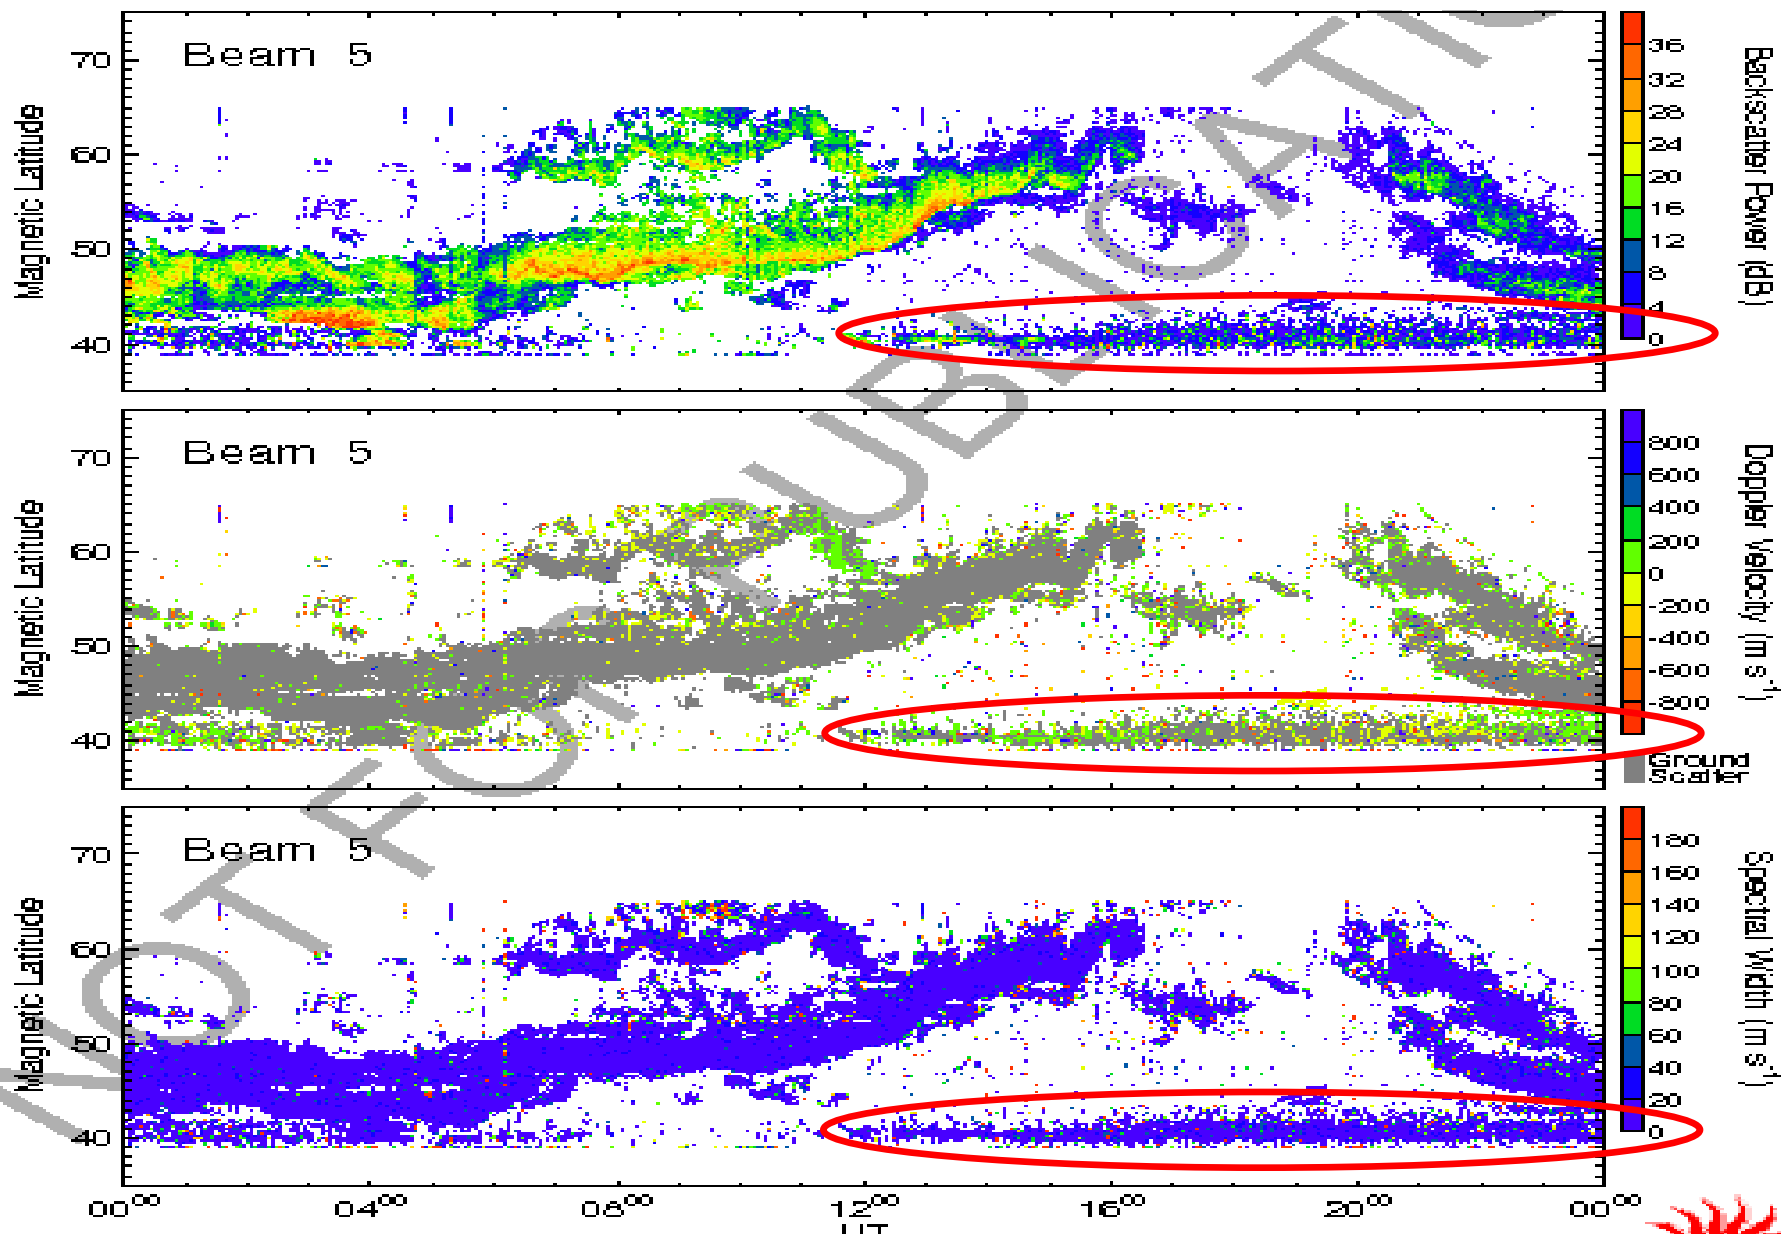 Beam 5
70
60
50
40
Magnetic Latitude
36
32
28
24
20
16
12
8
4
0
Backscatter Power (dB)
Beam 5
70
60
50
40
Magnetic Latitude
800
600
400
200
0
-200
-400
-600
-800
Ground
Scatter
Doppler Velocity (m s⁻¹)
Beam 5
70
60
50
40
Magnetic Latitude
180
160
140
120
100
80
60
40
20
0
Spectral Width (m s⁻¹)
00⁰⁰ 04⁰⁰ 08⁰⁰ 12⁰⁰ 16⁰⁰ 20⁰⁰ 00⁰⁰
UT
NOT FOR PUBLICATIO